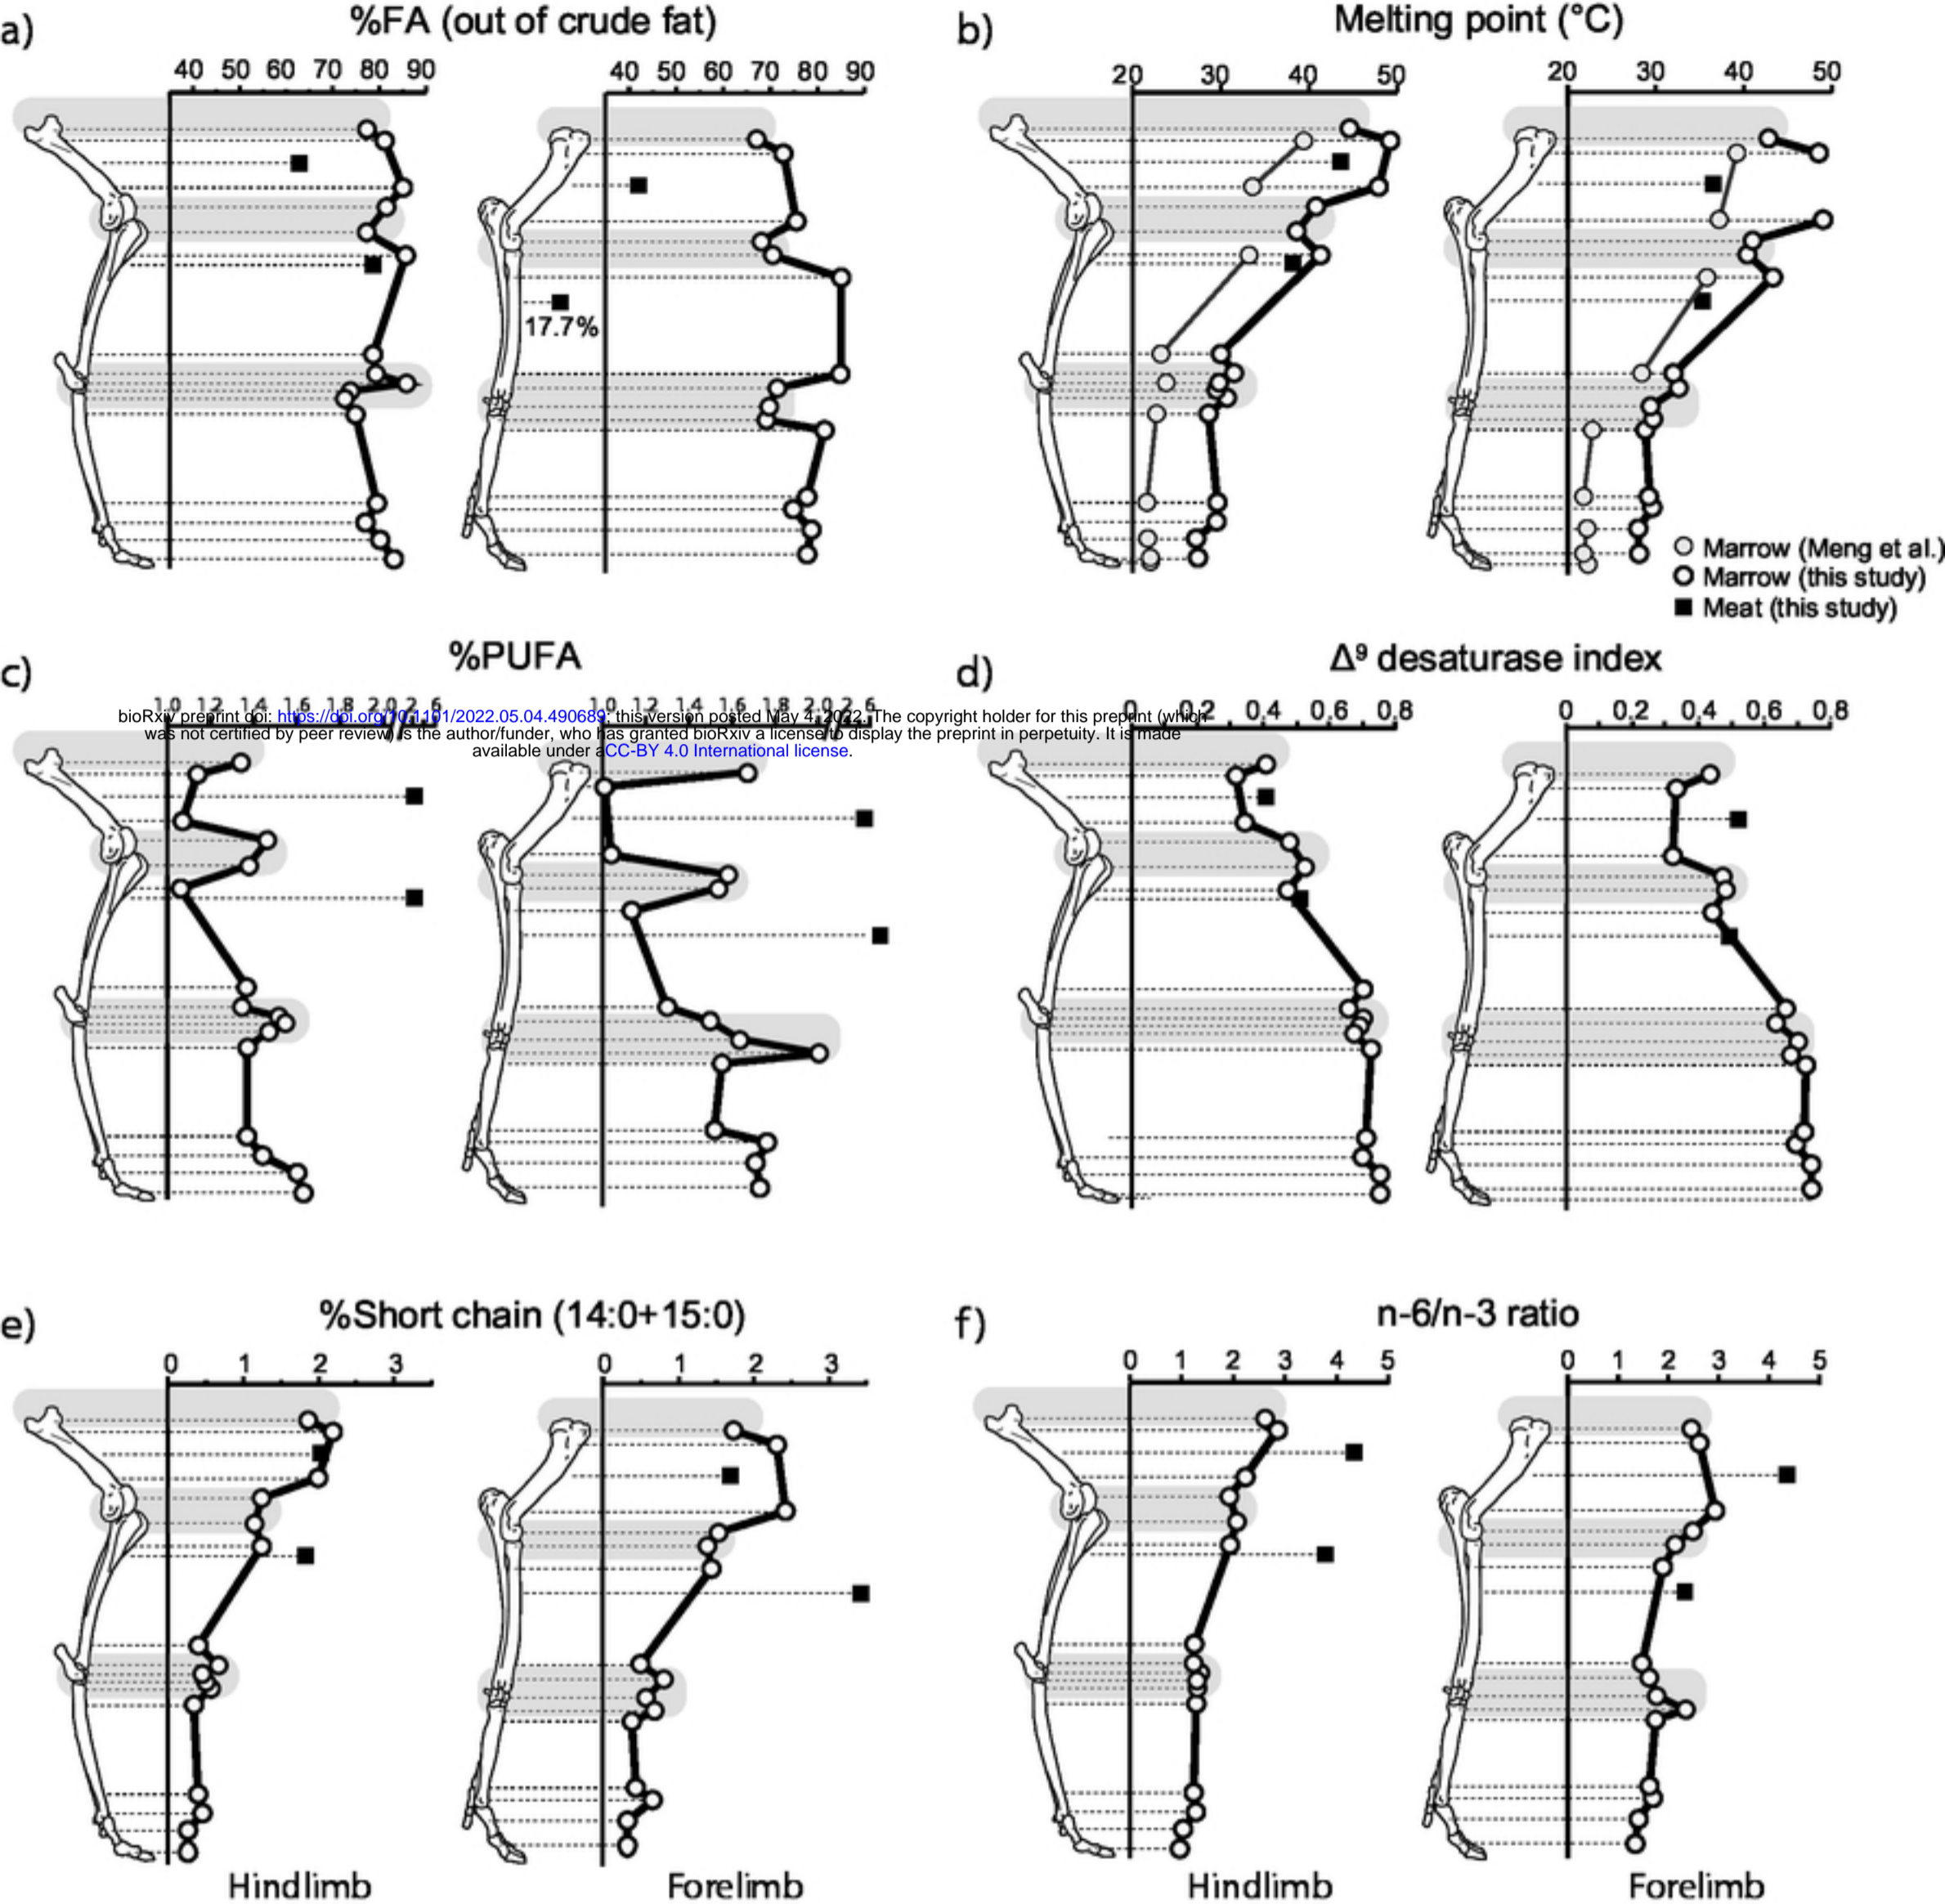 a)
%FA (out of crude fat)
40 50 60 70 80 90
40 50 60 70 80 90
17.7%
b)
Melting point (°C)
20 30 40 50
20 30 40 50
Marrow (Meng et al.)
Marrow (this study)
Meat (this study)
c)
%PUFA
d)
Δ⁹ desaturase index
0 0.2 0.4 0.6 0.8
0 0.2 0.4 0.6 0.8
bioRxiv preprint doi: https://doi.org/10.1101/2022.05.04.490689; this version posted May 4, 2022. The copyright holder for this preprint (which
was not certified by peer review) is the author/funder, who has granted bioRxiv a license to display the preprint in perpetuity. It is made
available under aCC-BY 4.0 International license.
e)
%Short chain (14:0+15:0)
0 1 2 3
0 1 2 3
Hindlimb
Forelimb
f)
n-6/n-3 ratio
0 1 2 3 4 5
0 1 2 3 4 5
Hindlimb
Forelimb